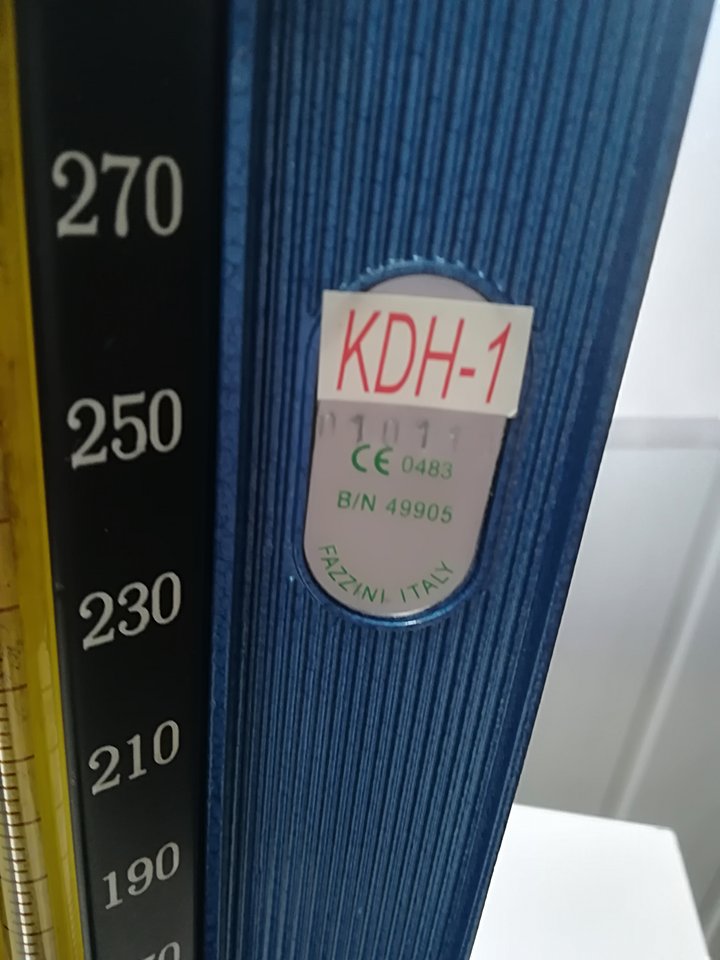 270
250
230
210
190
KDH-1
CE 0483
B/N 49905
FAZZINI ITALY